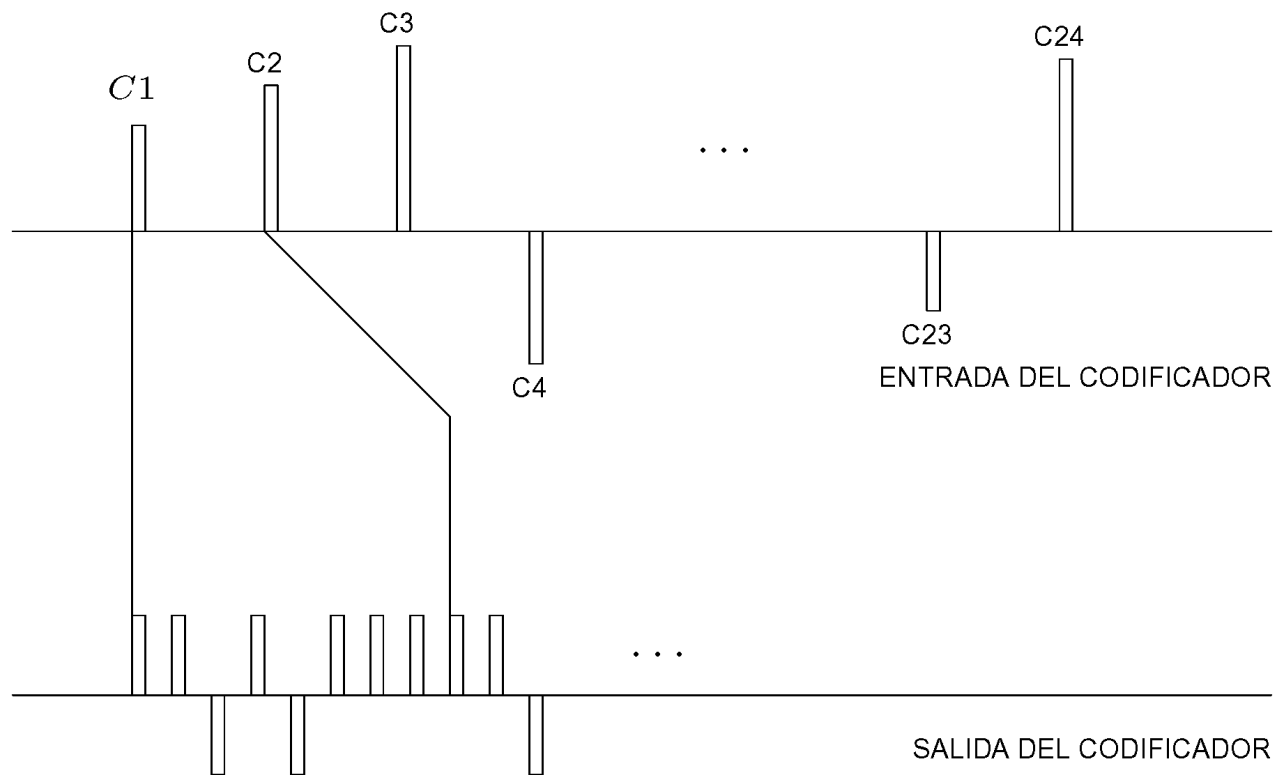 C3
C24
C2
C1
. . .
C23
C4
ENTRADA DEL CODIFICADOR
. . .
SALIDA DEL CODIFICADOR